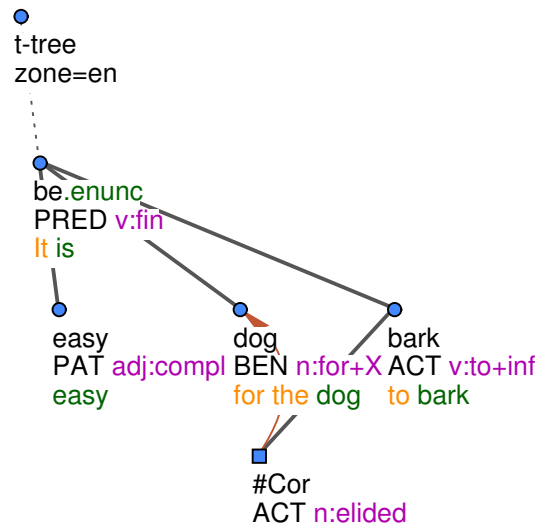 t-tree
zone=en
be.enunc
PRED v:fin
It is
easy
PAT adj:compl
easy
dog
BEN n:for+X
for the dog
bark
ACT v:to+inf
to bark
#Cor
ACT n:elided